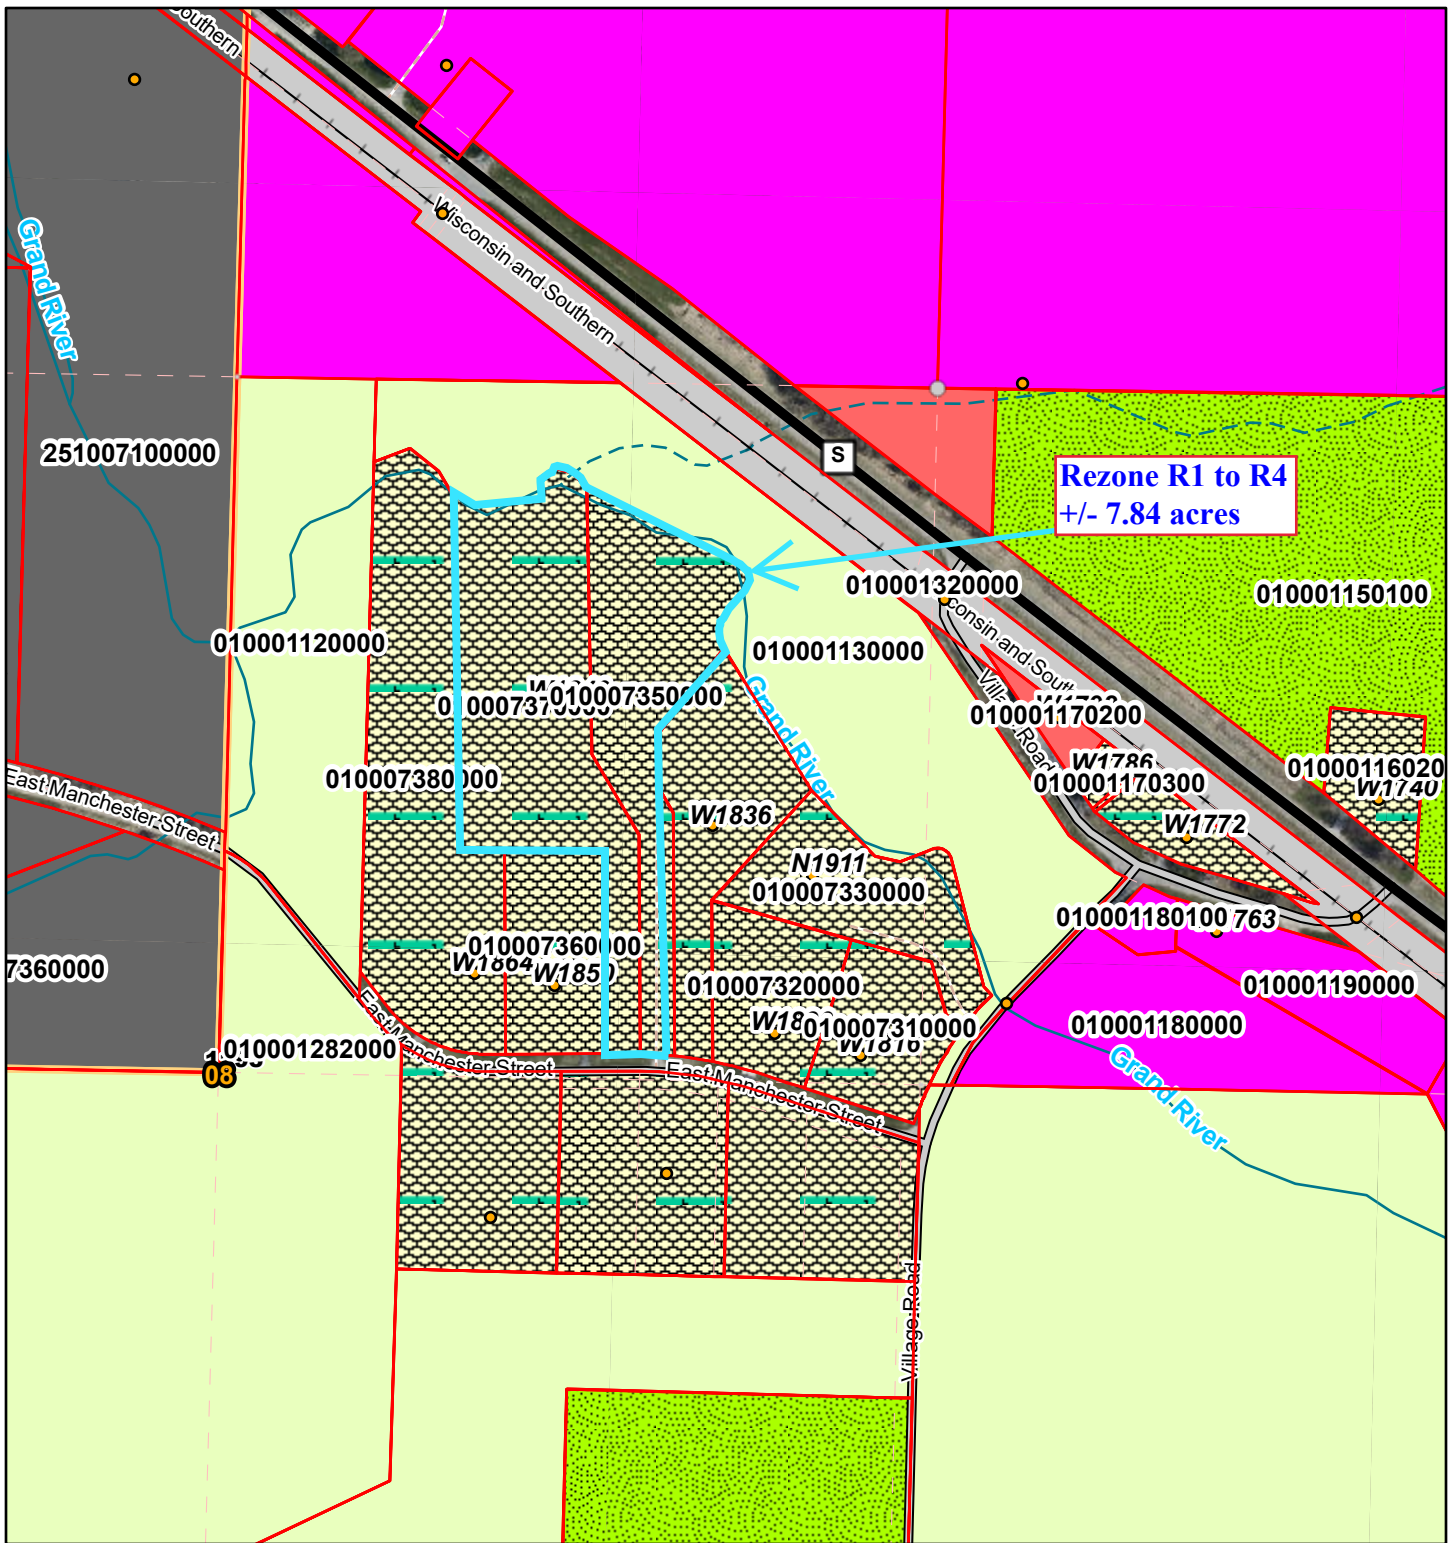 Southern
Wisconsin and Southern
Grand River
251007100000
S
Rezone R1 to R4
+/- 7.84 acres
010001320000
010001150100
010001120000
010001130000
010007350000
Grand River
Village Road
010001170200
W1786
010001170300
W1740
010007380000
East Manchester Street
W1836
W1772
N1911
010007330000
010001180100
763
010007360000
W1864
W1850
7360000
010007320000
010001190000
010007310000
W1816
010001180000
010001282000
08
East Manchester Street
East Manchester Street
Grand River
Village Road